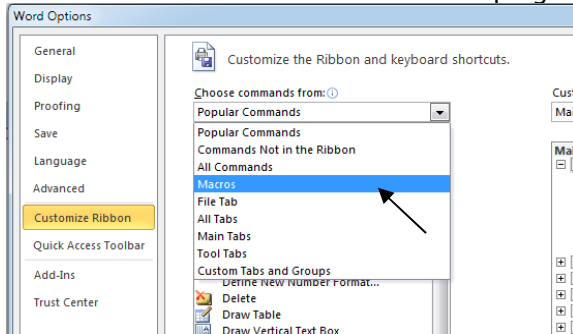 Word Options
General
Display
Proofing
Save
Language
Advanced
Customize Ribbon
Quick Access Toolbar
Add-Ins
Trust Center
Customize the Ribbon and keyboard shortcuts.
Choose commands from:
Popular Commands
Popular Commands
Commands Not in the Ribbon
All Commands
Macros
File Tab
All Tabs
Main Tabs
Tool Tabs
Custom Tabs and Groups
Define New Number Format...
Delete
Draw Table
Draw Vertical Text Box
Cus
Ma
Mai